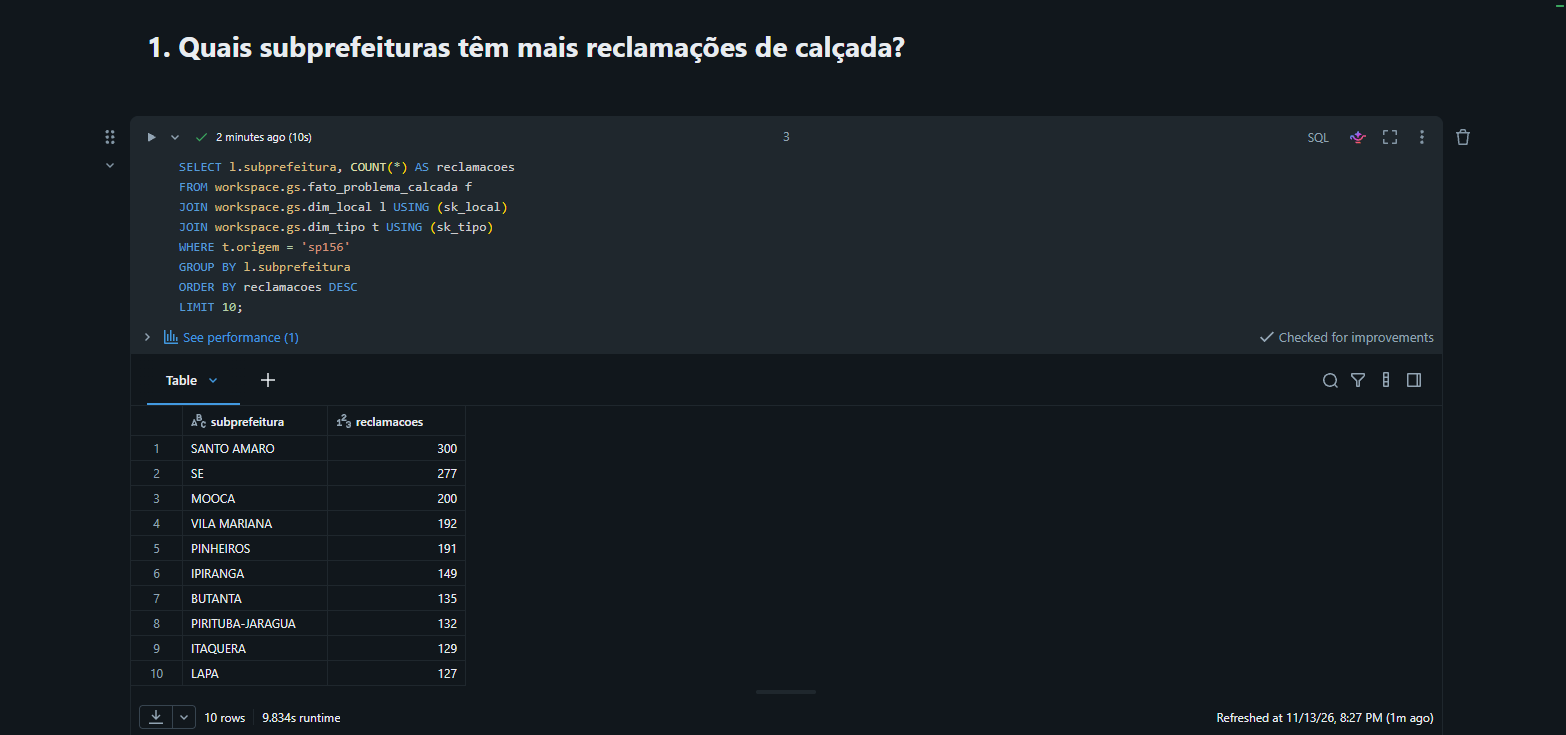 1. Quais subprefeituras têm mais reclamações de calçada?
2 minutes ago (10s)
3
SQL
SELECT l.subprefeitura, COUNT(*) AS reclamacoes
FROM workspace.gs.fato_problema_calcada f
JOIN workspace.gs.dim_local l USING (sk_local)
JOIN workspace.gs.dim_tipo t USING (sk_tipo)
WHERE t.origem = 'sp156'
GROUP BY l.subprefeitura
ORDER BY reclamacoes DESC
LIMIT 10;
See performance (1)
Checked for improvements
Table
subprefeitura reclamacoes
1 SANTO AMARO 300
2 SE 277
3 MOOCA 200
4 VILA MARIANA 192
5 PINHEIROS 191
6 IPIRANGA 149
7 BUTANTA 135
8 PIRITUBA-JARAGUA 132
9 ITAQUERA 129
10 LAPA 127
10 rows 9.834s runtime
Refreshed at 11/13/26, 8:27 PM (1m ago)